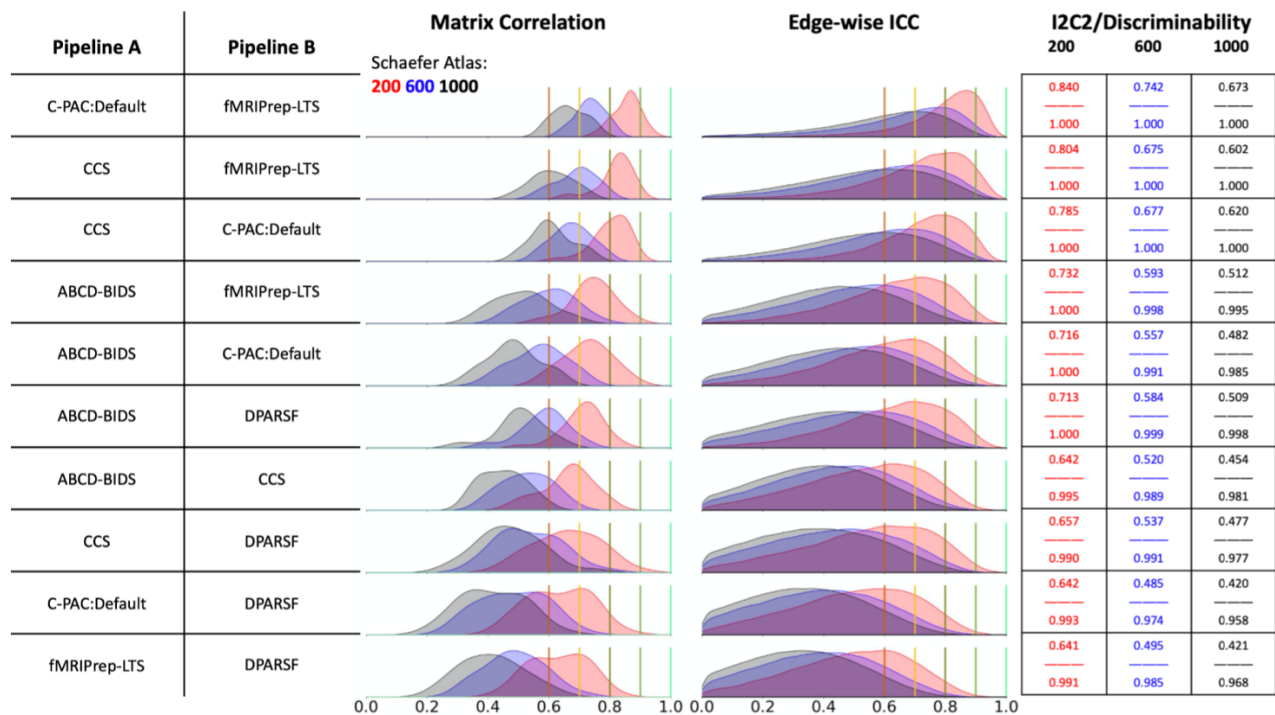 Matrix Correlation Edge-wise ICC I2C2/Discriminability
Pipeline A Pipeline B 200 600 1000
Schaefer Atlas:
200 600 1000
C-PAC:Default fMRIPrep-LTS 0.840 0.742 0.673
1.000 1.000 1.000
CCS fMRIPrep-LTS 0.804 0.675 0.602
1.000 1.000 1.000
CCS C-PAC:Default 0.785 0.677 0.620
1.000 1.000 1.000
ABCD-BIDS fMRIPrep-LTS 0.732 0.593 0.512
1.000 0.998 0.995
ABCD-BIDS C-PAC:Default 0.716 0.557 0.482
1.000 0.991 0.985
ABCD-BIDS DPARSF 0.713 0.584 0.509
1.000 0.999 0.998
ABCD-BIDS CCS 0.642 0.520 0.454
0.995 0.989 0.981
CCS DPARSF 0.657 0.537 0.477
0.990 0.991 0.977
C-PAC:Default DPARSF 0.642 0.485 0.420
0.993 0.974 0.958
fMRIPrep-LTS DPARSF 0.641 0.495 0.421
0.991 0.985 0.968
0.0 0.2 0.4 0.6 0.8 1.0 0.0 0.2 0.4 0.6 0.8 1.0